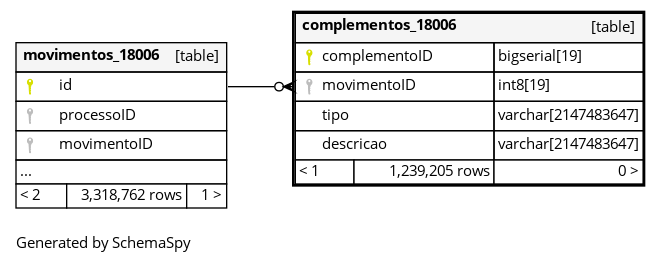 movimentos_18006 [table]
id
processoID
movimentoID
...
< 2 3,318,762 rows 1 >
complementos_18006 [table]
complementoID bigserial[19]
movimentoID int8[19]
tipo varchar[2147483647]
descricao varchar[2147483647]
< 1 1,239,205 rows 0 >
Generated by SchemaSpy